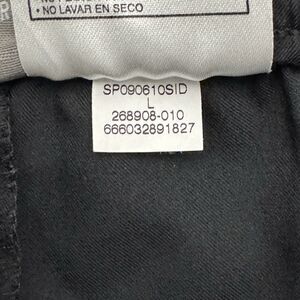 • NO LAVAR EN SECO
SP090610SID
L
268908-010
666032891827